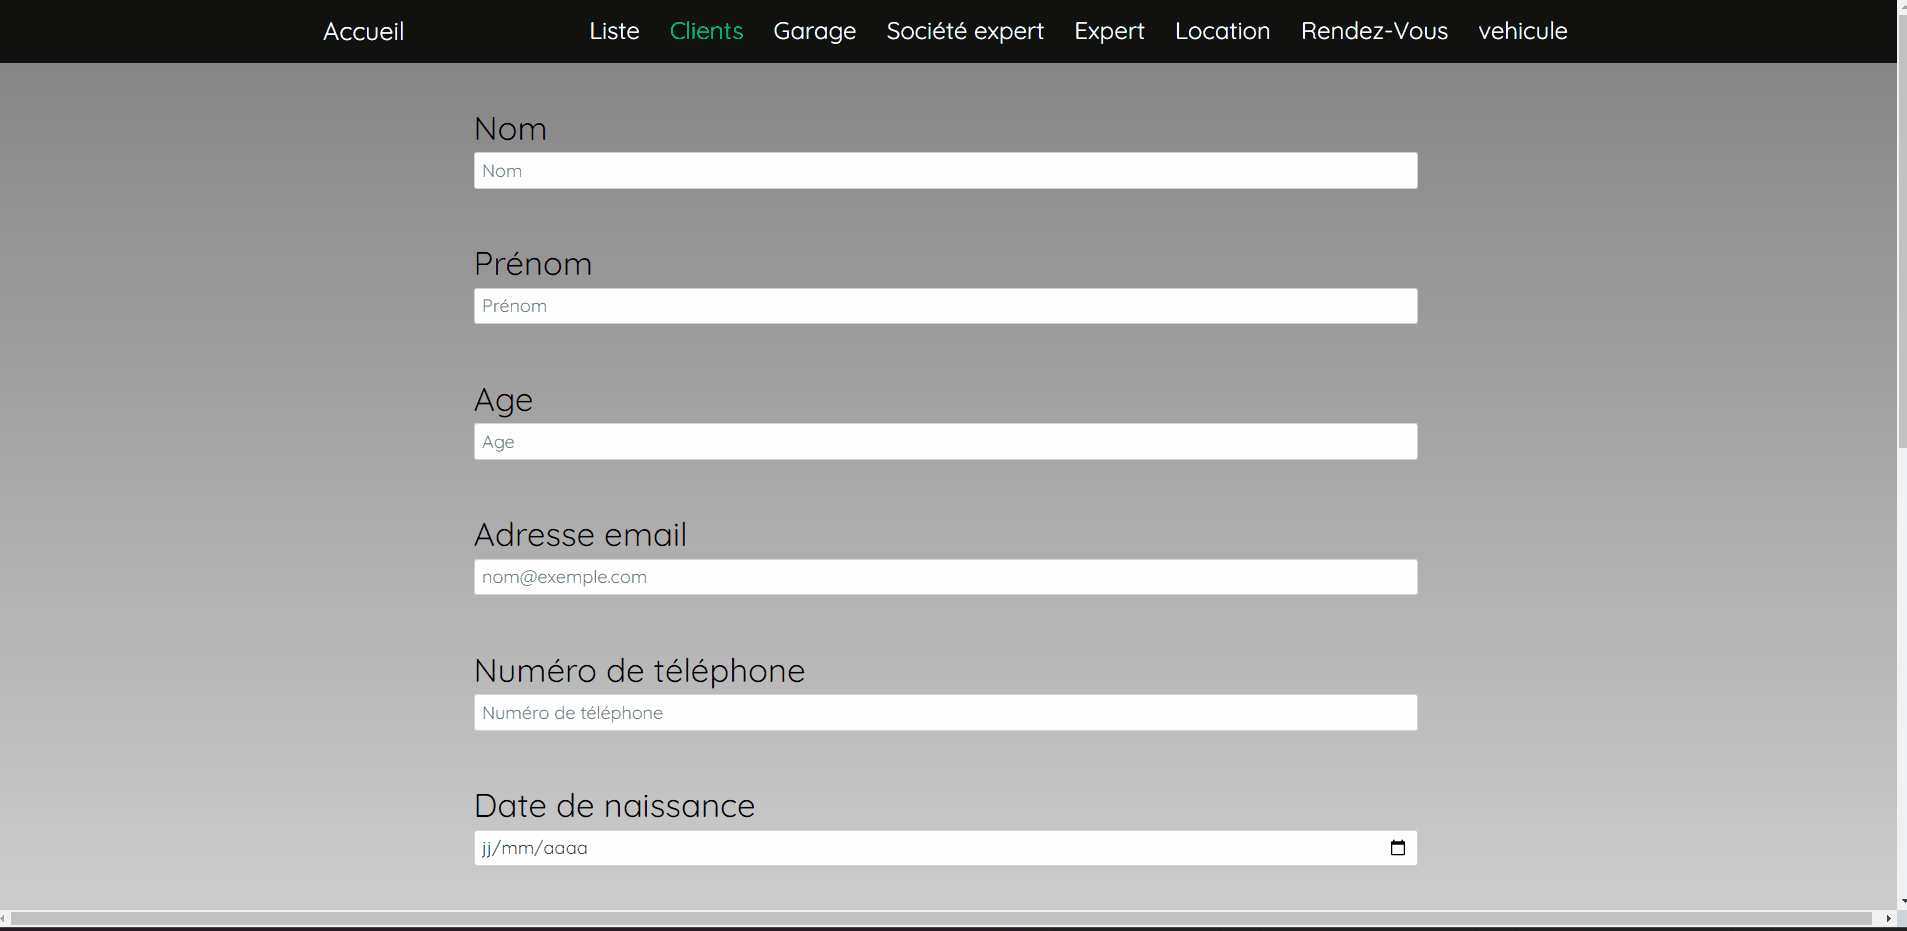 Accueil Liste Clients Garage Société expert Expert Location Rendez-Vous vehicule
Nom
Nom
Prénom
Prénom
Age
Age
Adresse email
nom@exemple.com
Numéro de téléphone
Numéro de téléphone
Date de naissance
jj/mm/aaaa